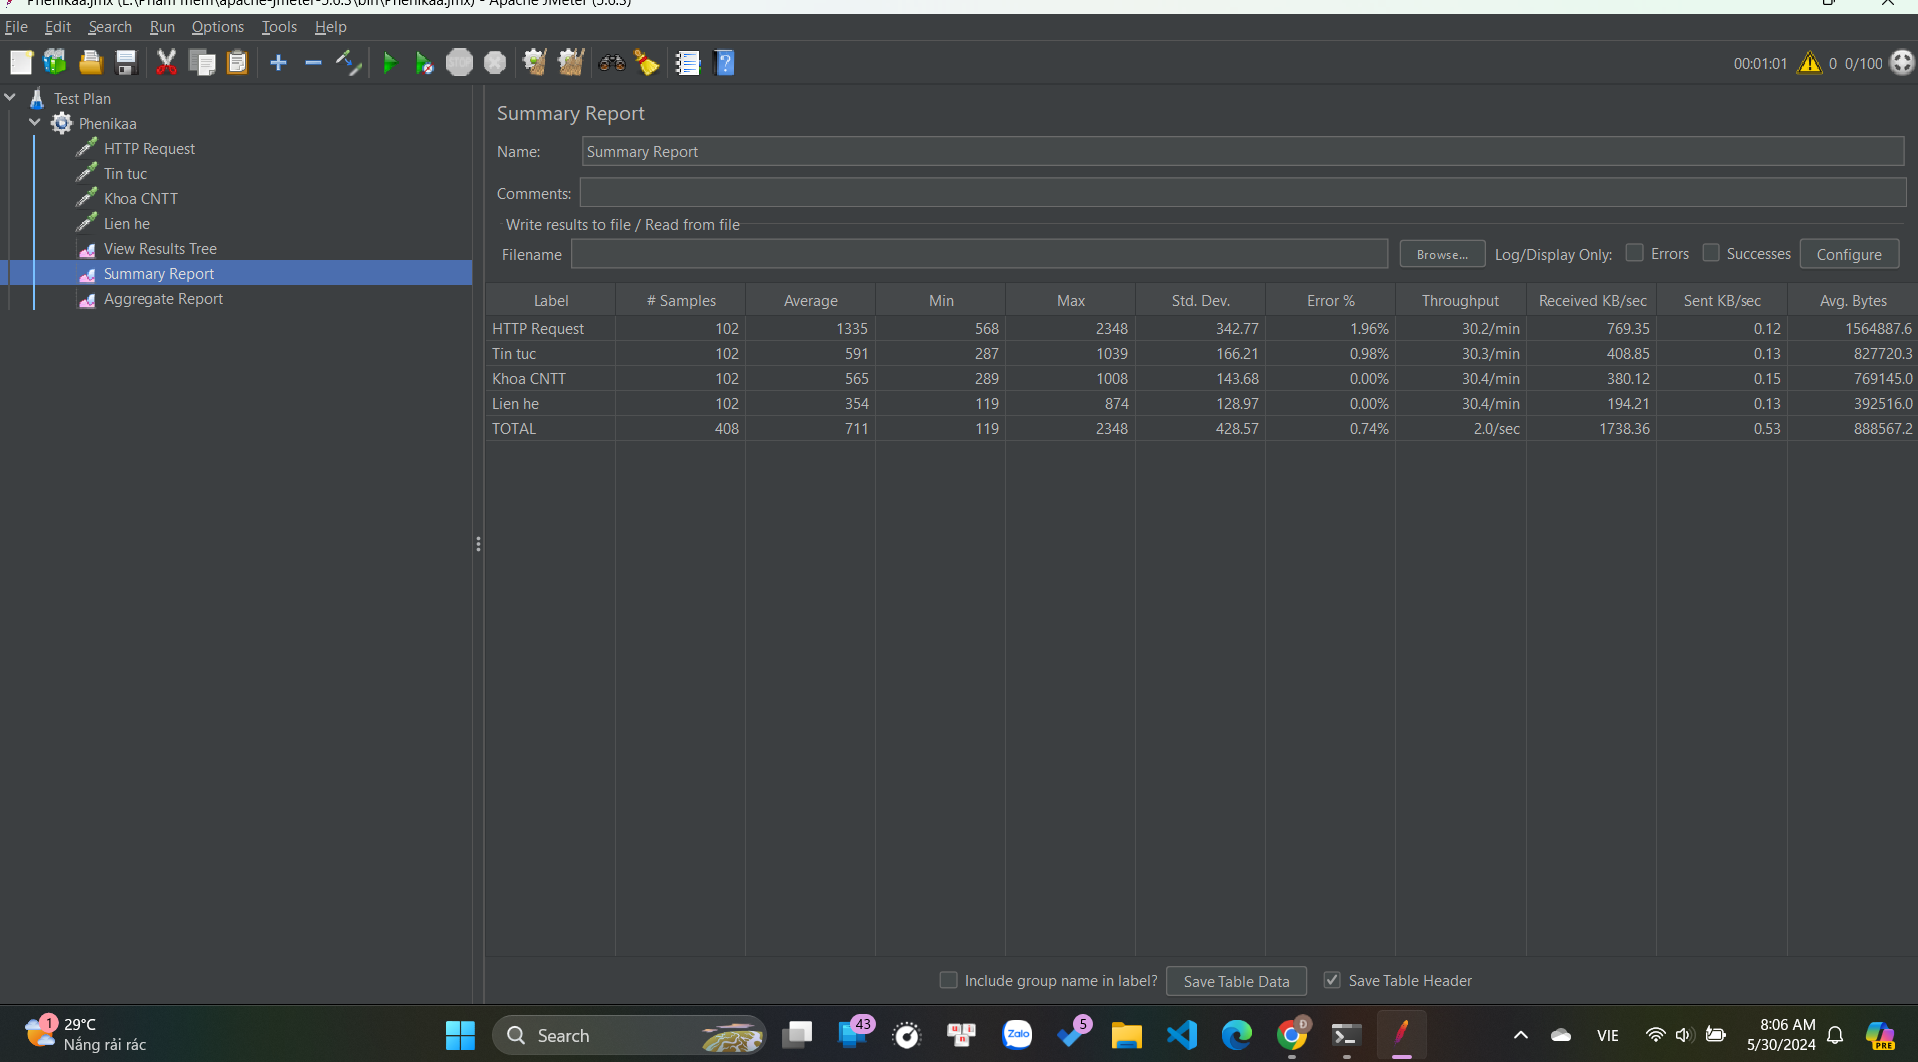 Phenikaa.jmx (E:\Pham mem\apache-jmeter-5.6.3\bin\Phenikaa.jmx) - Apache JMeter (5.6.3)
File Edit Search Run Options Tools Help
STOP 00:01:01 0 0/100
Test Plan
Phenikaa
HTTP Request
Tin tuc
Khoa CNTT
Lien he
View Results Tree
Summary Report
Aggregate Report
Summary Report
Name: Summary Report
Comments:
Write results to file / Read from file
Filename Browse... Log/Display Only: Errors Successes Configure
Label # Samples Average Min Max Std. Dev. Error % Throughput Received KB/sec Sent KB/sec Avg. Bytes
HTTP Request 102 1335 568 2348 342.77 1.96% 30.2/min 769.35 0.12 1564887.6
Tin tuc 102 591 287 1039 166.21 0.98% 30.3/min 408.85 0.13 827720.3
Khoa CNTT 102 565 289 1008 143.68 0.00% 30.4/min 380.12 0.15 769145.0
Lien he 102 354 119 874 128.97 0.00% 30.4/min 194.21 0.13 392516.0
TOTAL 408 711 119 2348 428.57 0.74% 2.0/sec 1738.36 0.53 888567.2
Include group name in label? Save Table Data Save Table Header
1 29°C
Nắng rải rác
Search 43 Zalo 5 Đ VIE
8:06 AM
5/30/2024
PRE